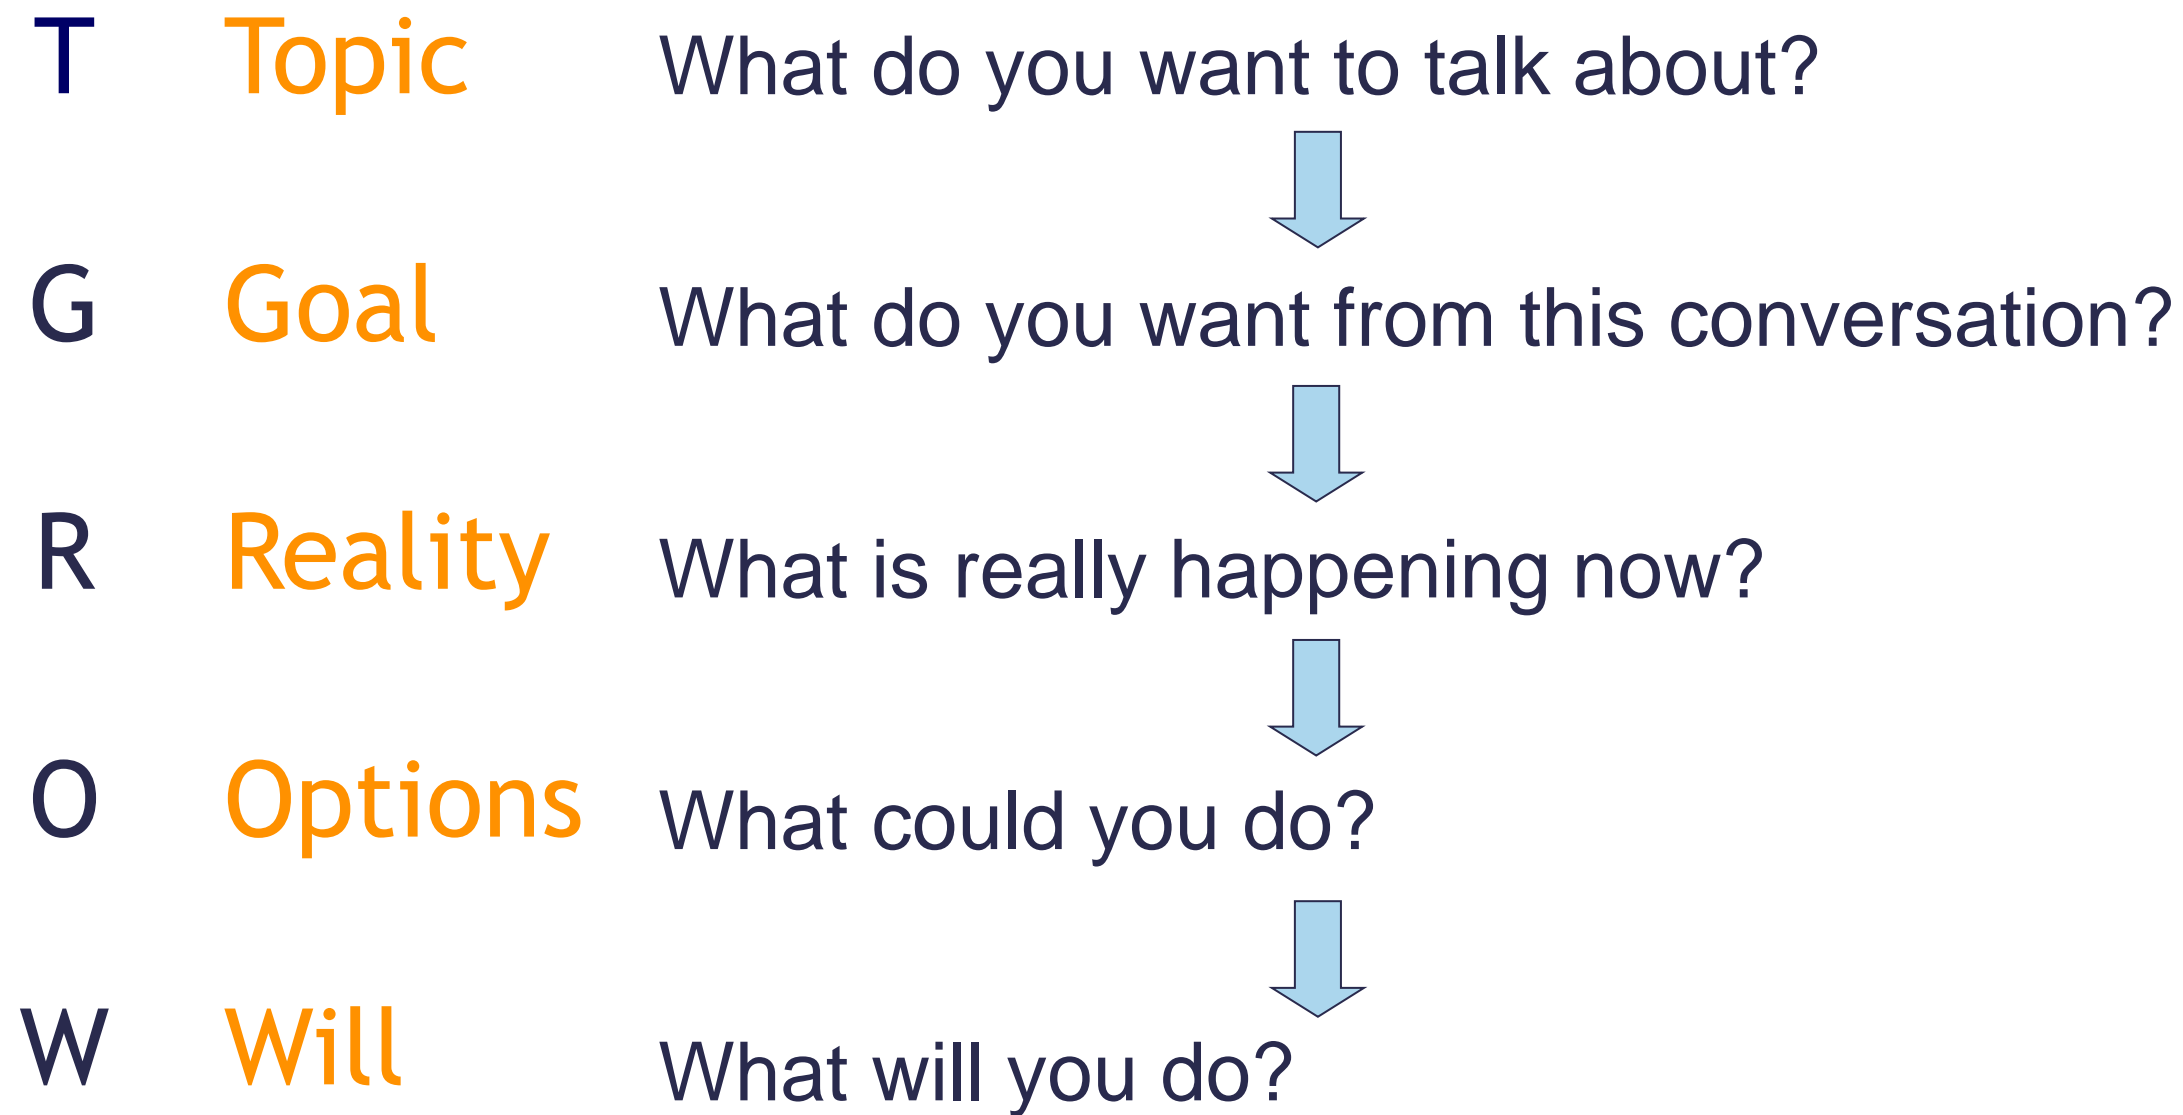 T Topic What do you want to talk about?
G Goal What do you want from this conversation?
R Reality What is really happening now?
O Options What could you do?
W Will What will you do?